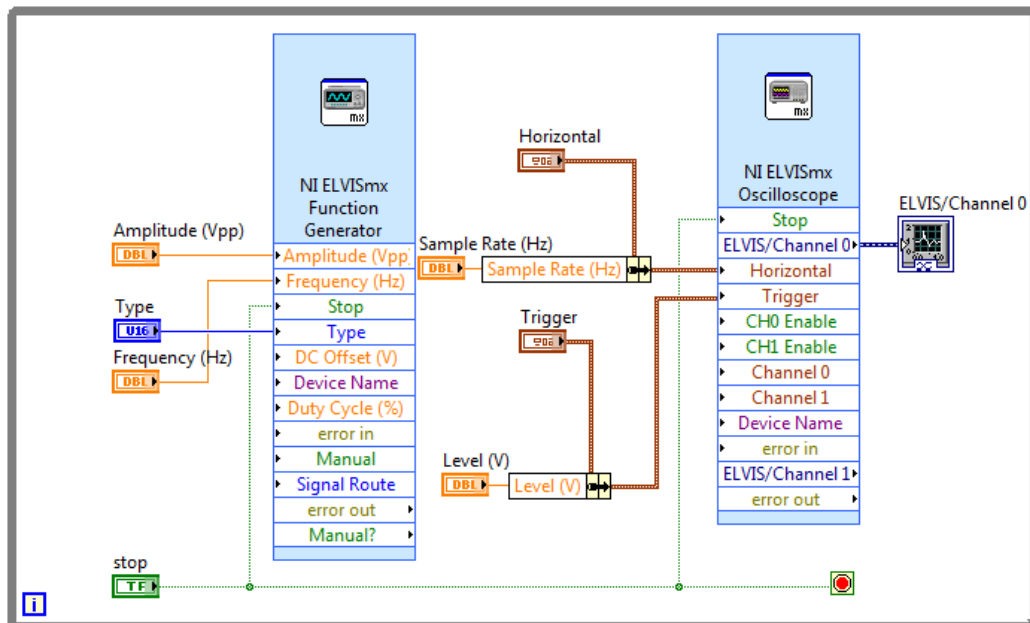 mx
NI ELVISmx
Function
Generator
Amplitude (Vpp)
Frequency (Hz)
Stop
Type
DC Offset (V)
Device Name
Duty Cycle (%)
error in
Manual
Signal Route
error out
Manual?
Amplitude (Vpp)
DBL
Type
U16
Frequency (Hz)
DBL
stop
TF
i
Horizontal
Sample Rate (Hz)
DBL
Sample Rate (Hz)
Trigger
Level (V)
DBL
Level (V)
mx
NI ELVISmx
Oscilloscope
Stop
ELVIS/Channel 0
Horizontal
Trigger
CH0 Enable
CH1 Enable
Channel 0
Channel 1
Device Name
error in
ELVIS/Channel 1
error out
ELVIS/Channel 0